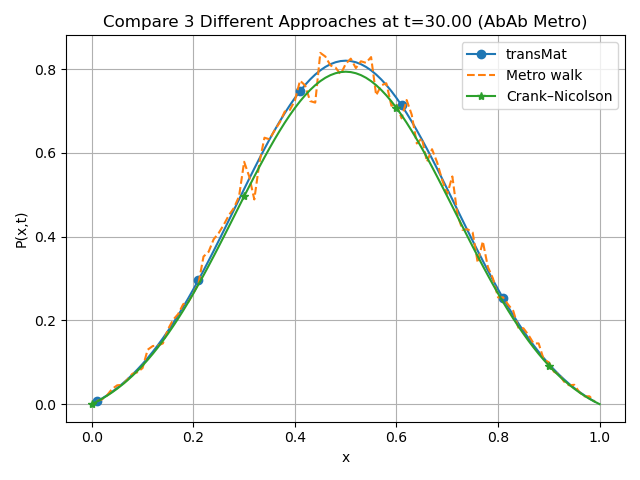 Compare 3 Different Approaches at t=30.00 (AbAb Metro)
transMat
Metro walk
Crank–Nicolson
P(x,t)
0.8
0.6
0.4
0.2
0.0
0.0 0.2 0.4 0.6 0.8 1.0
x